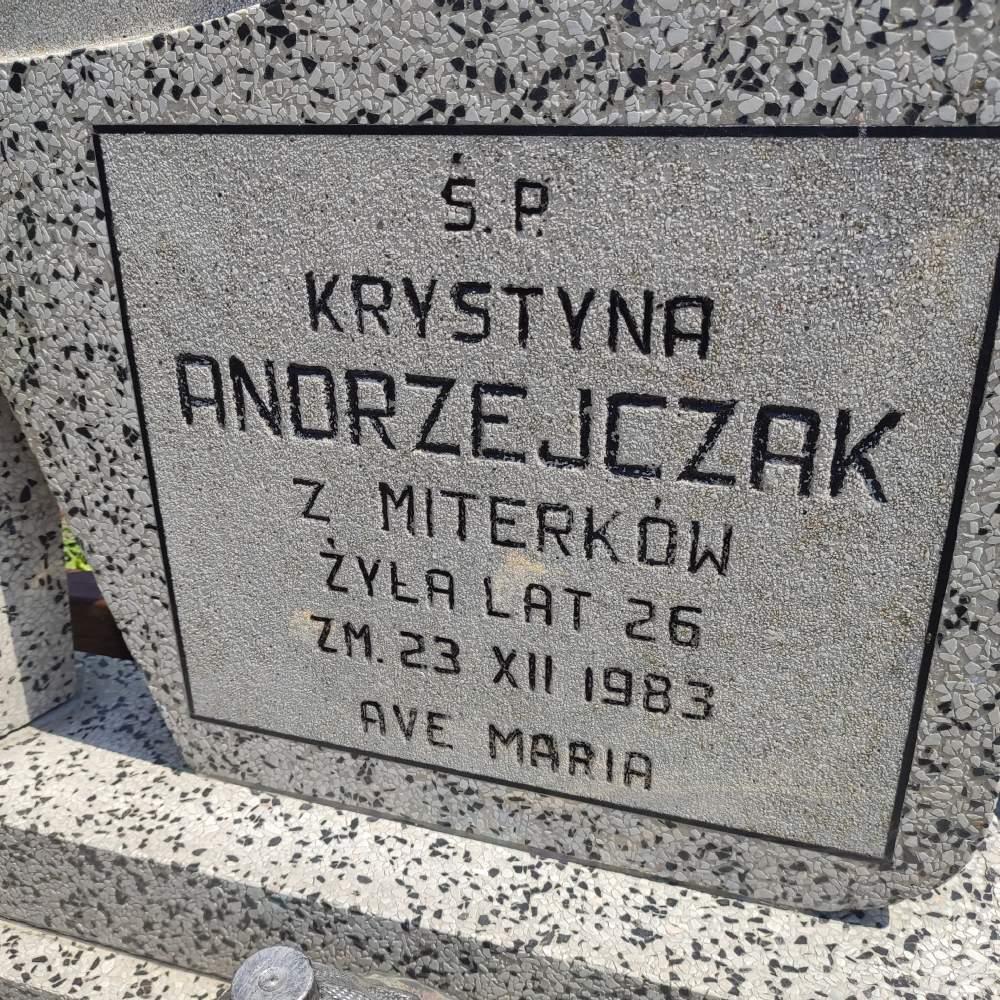 Ś. P.
KRYSTYNA
ANDRZEJCZAK
Z MITERKÓW
ŻYŁA LAT 26
ZM. 23 XII 1983
AVE MARIA